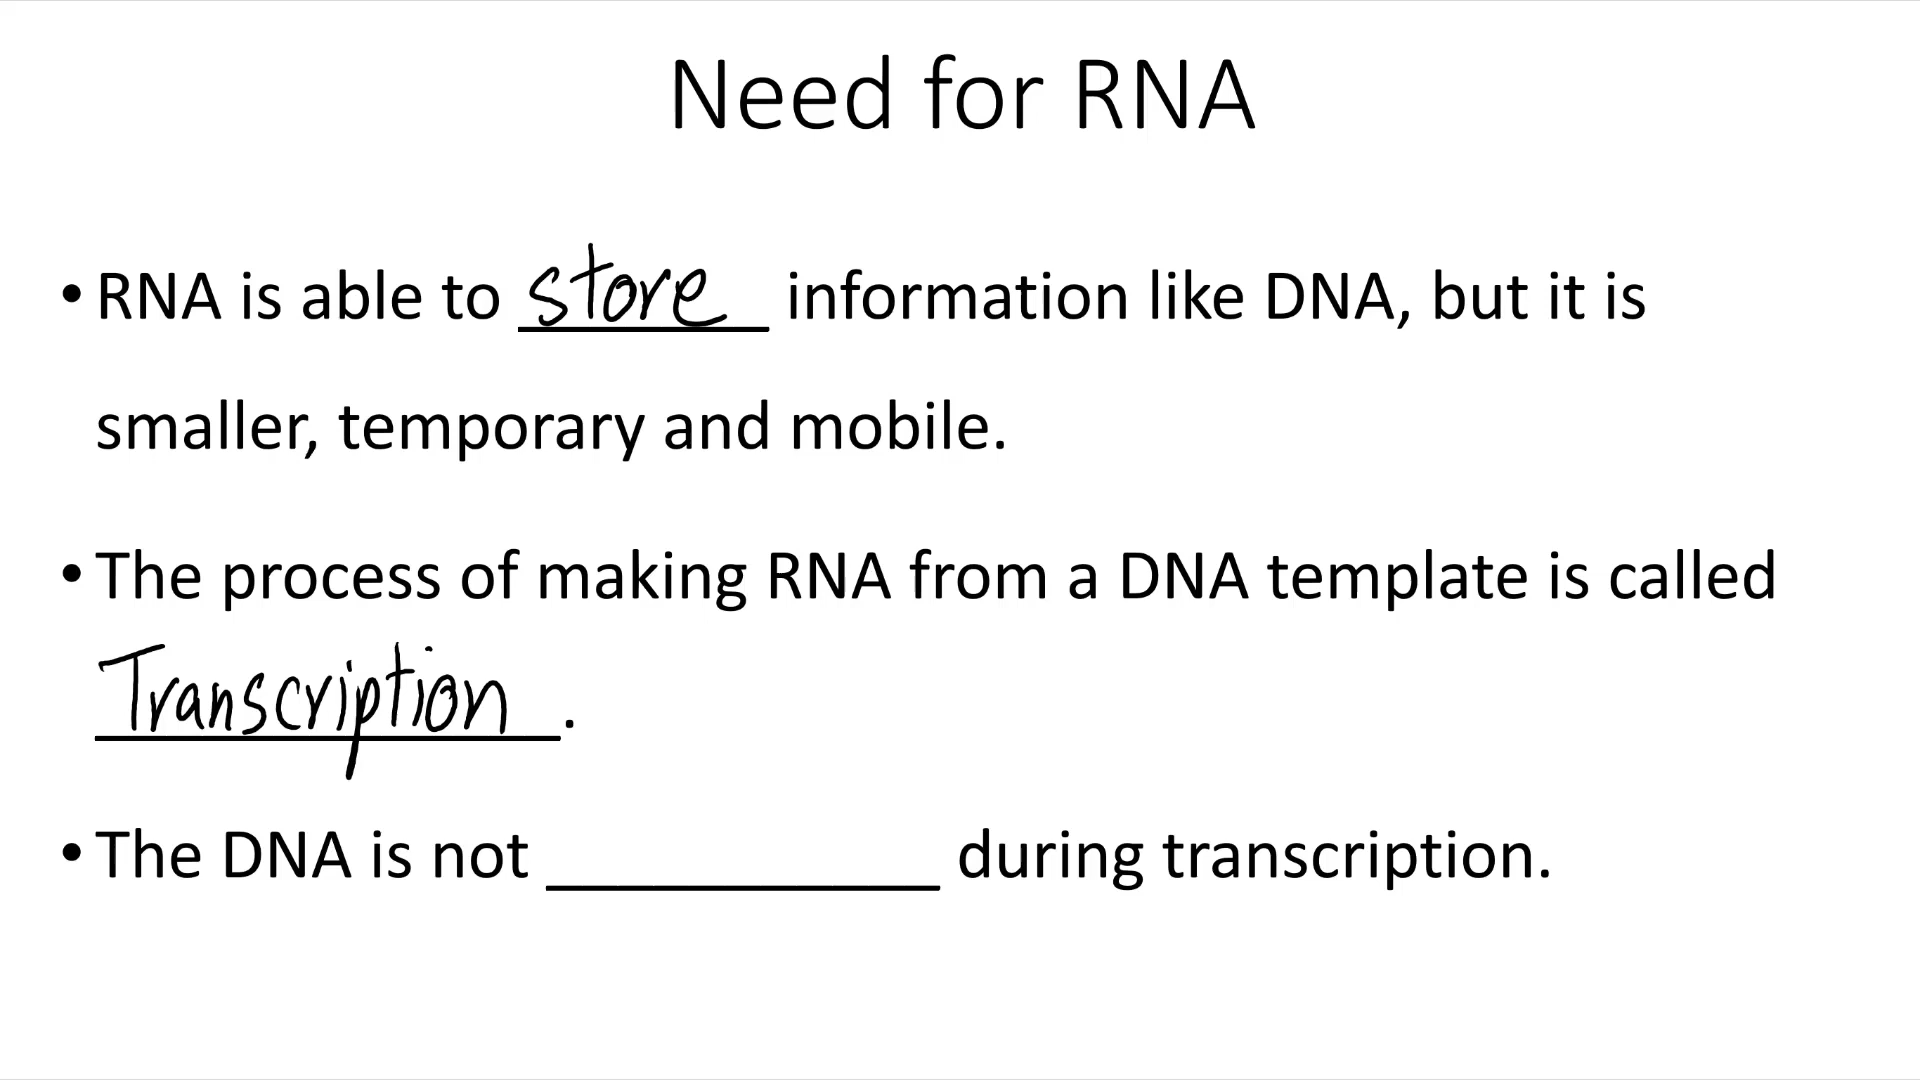 Need for RNA
• RNA is able to store information like DNA, but it is
smaller, temporary and mobile.
• The process of making RNA from a DNA template is called
Transcription.
• The DNA is not ____________ during transcription.